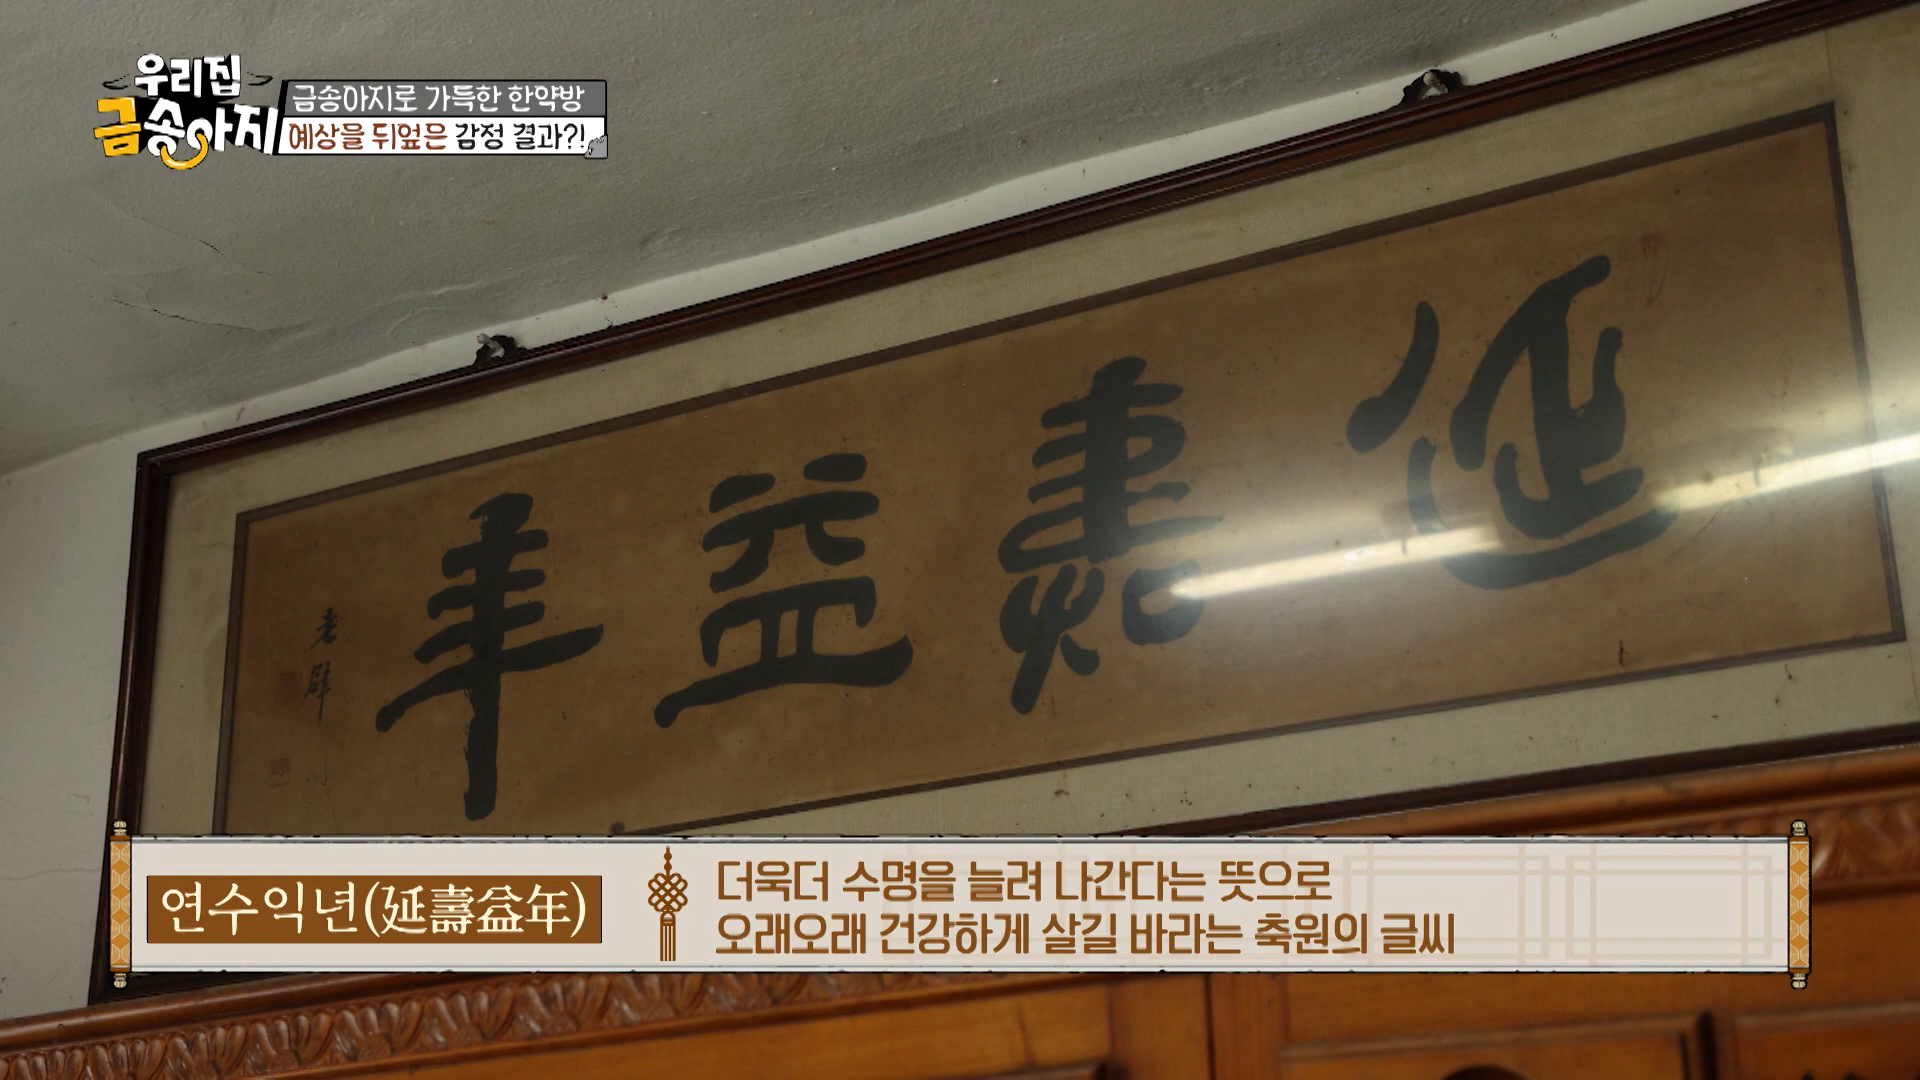 우리집
금송아지
금송아지로 가득한 한약방
예상을 뒤엎은 감정 결과?!
延壽益年
老騂
연수익년(延壽益年)
더욱더 수명을 늘려 나간다는 뜻으로
오래오래 건강하게 살길 바라는 축원의 글씨